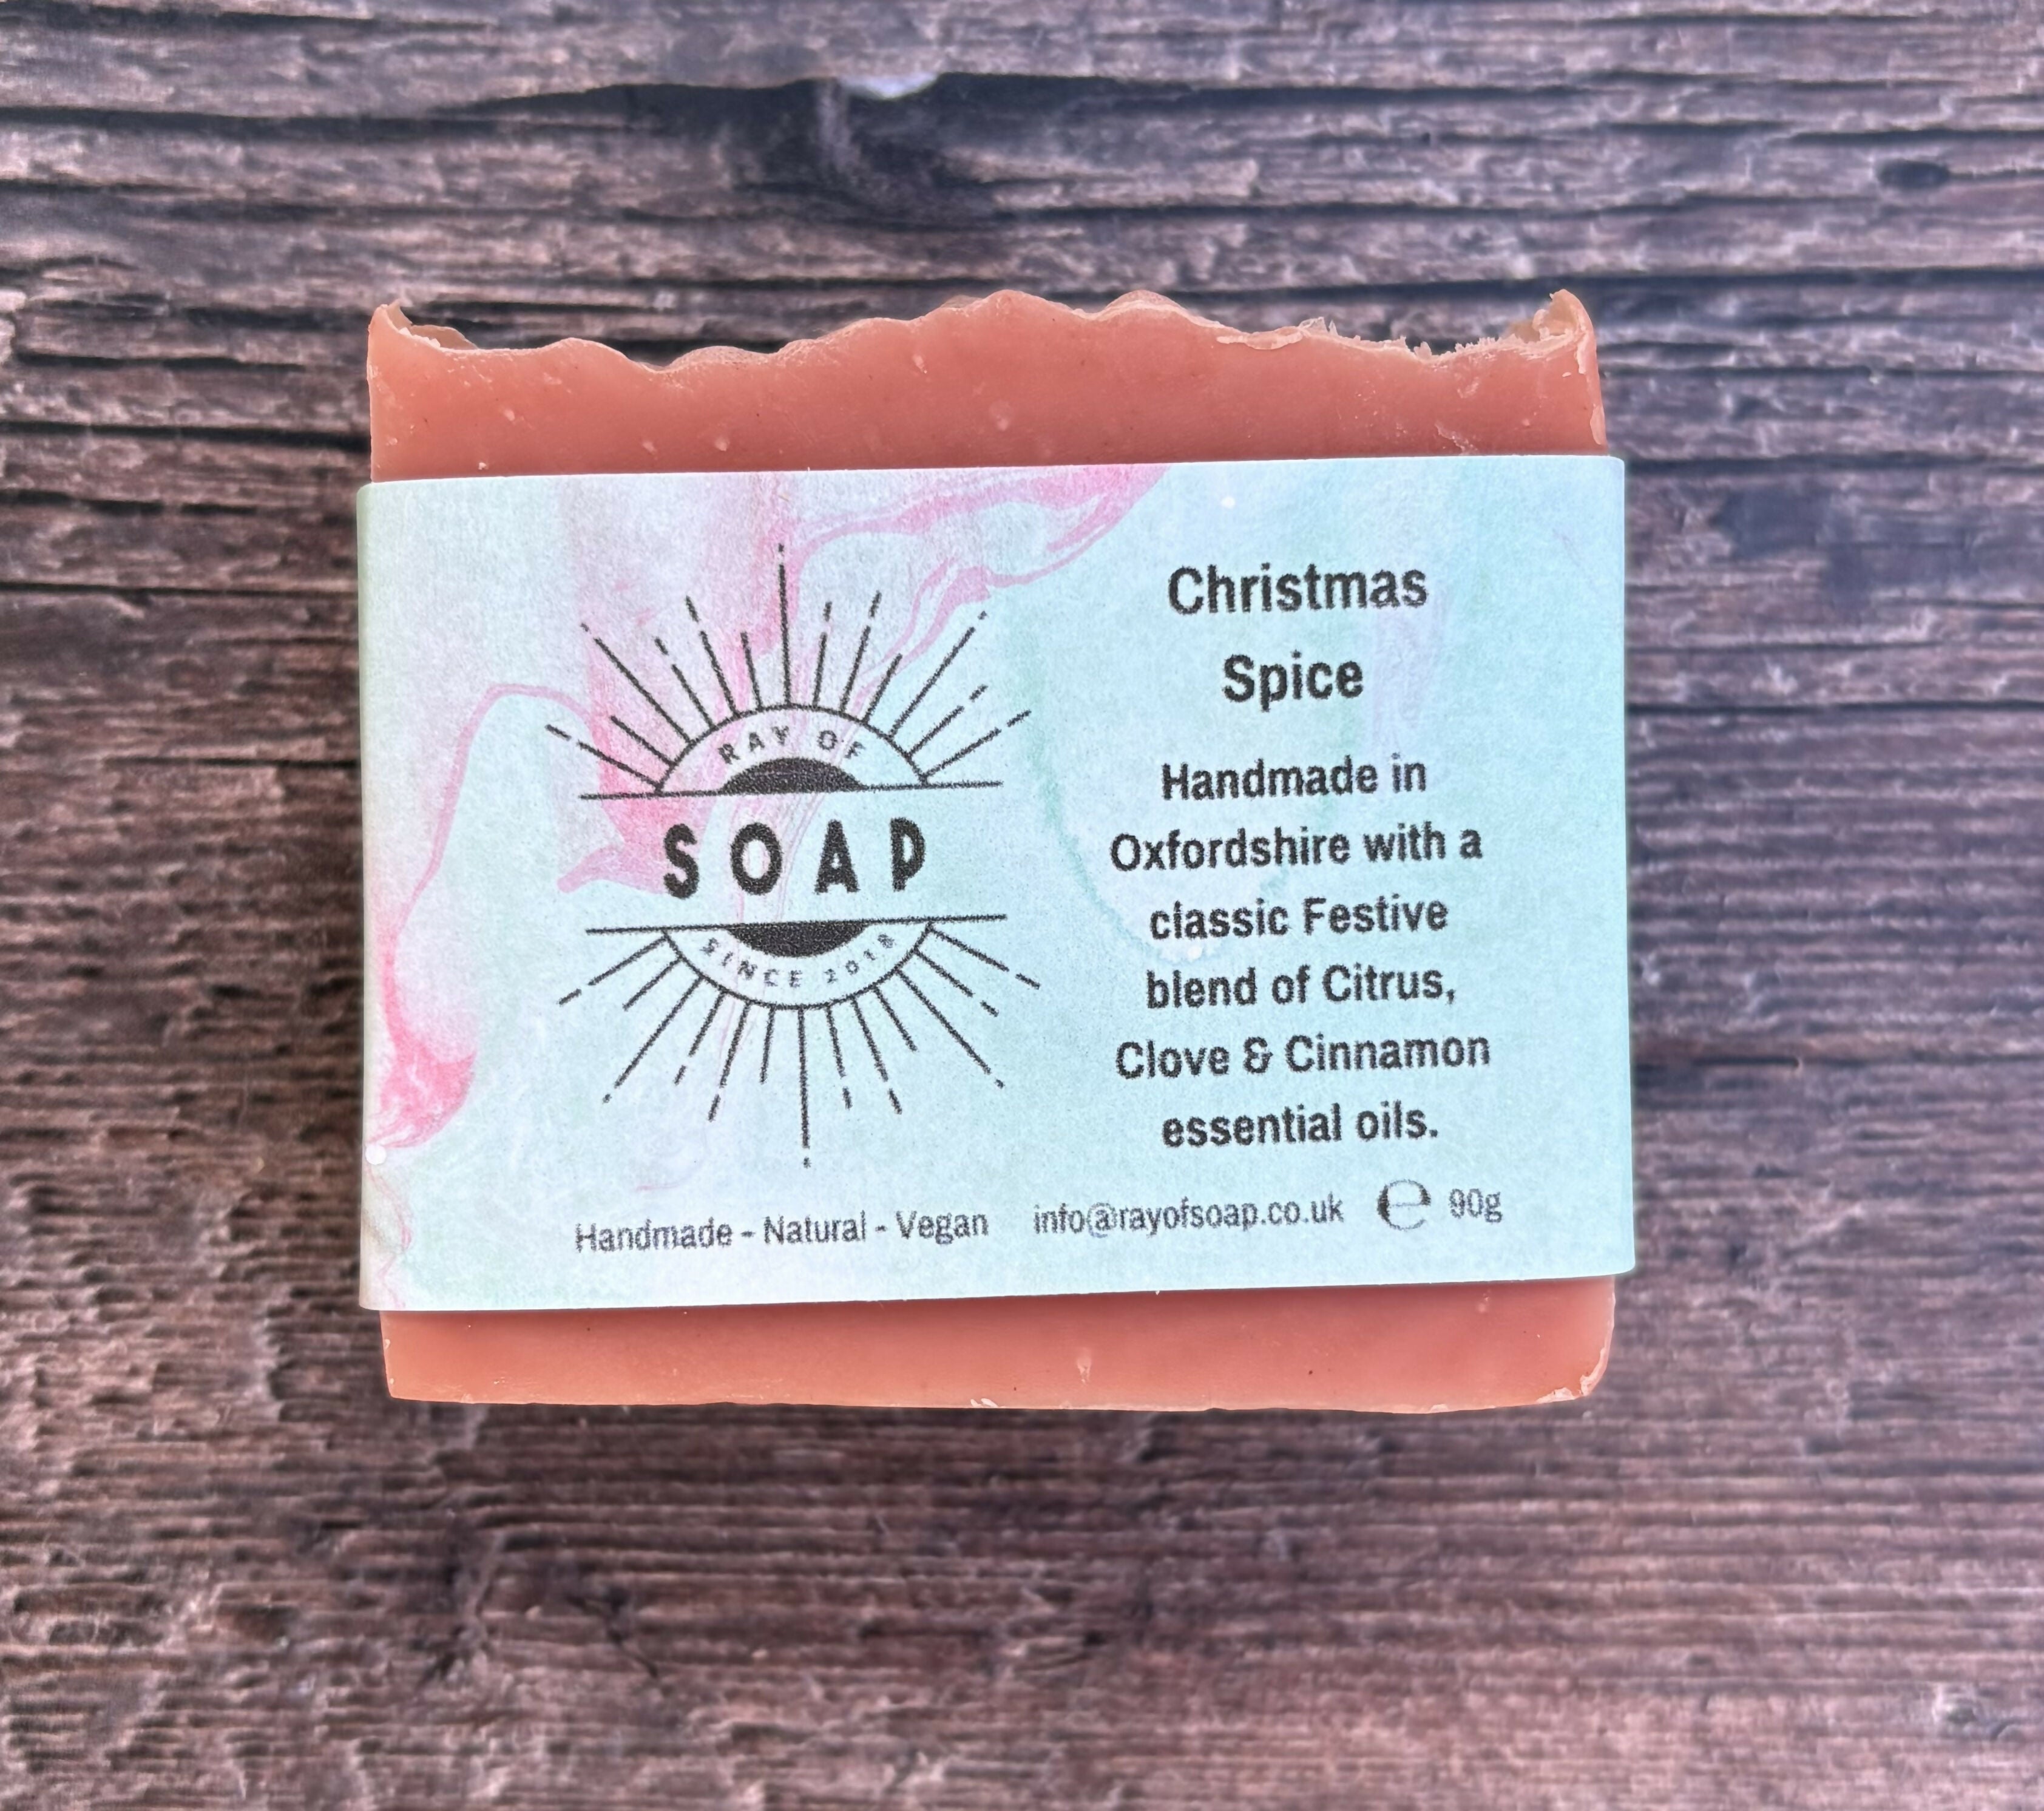 RAY OF
SOAP
SINCE 2018
Christmas
Spice
Handmade in
Oxfordshire with a
classic Festive
blend of Citrus,
Clove & Cinnamon
essential oils.
Handmade - Natural - Vegan info@rayofsoap.co.uk ℮ 90g